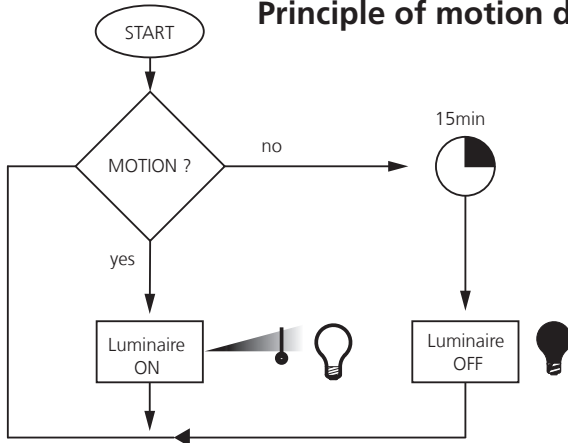 Principle of motion d
START
15min
MOTION ?
no
yes
Luminaire
ON
Luminaire
OFF